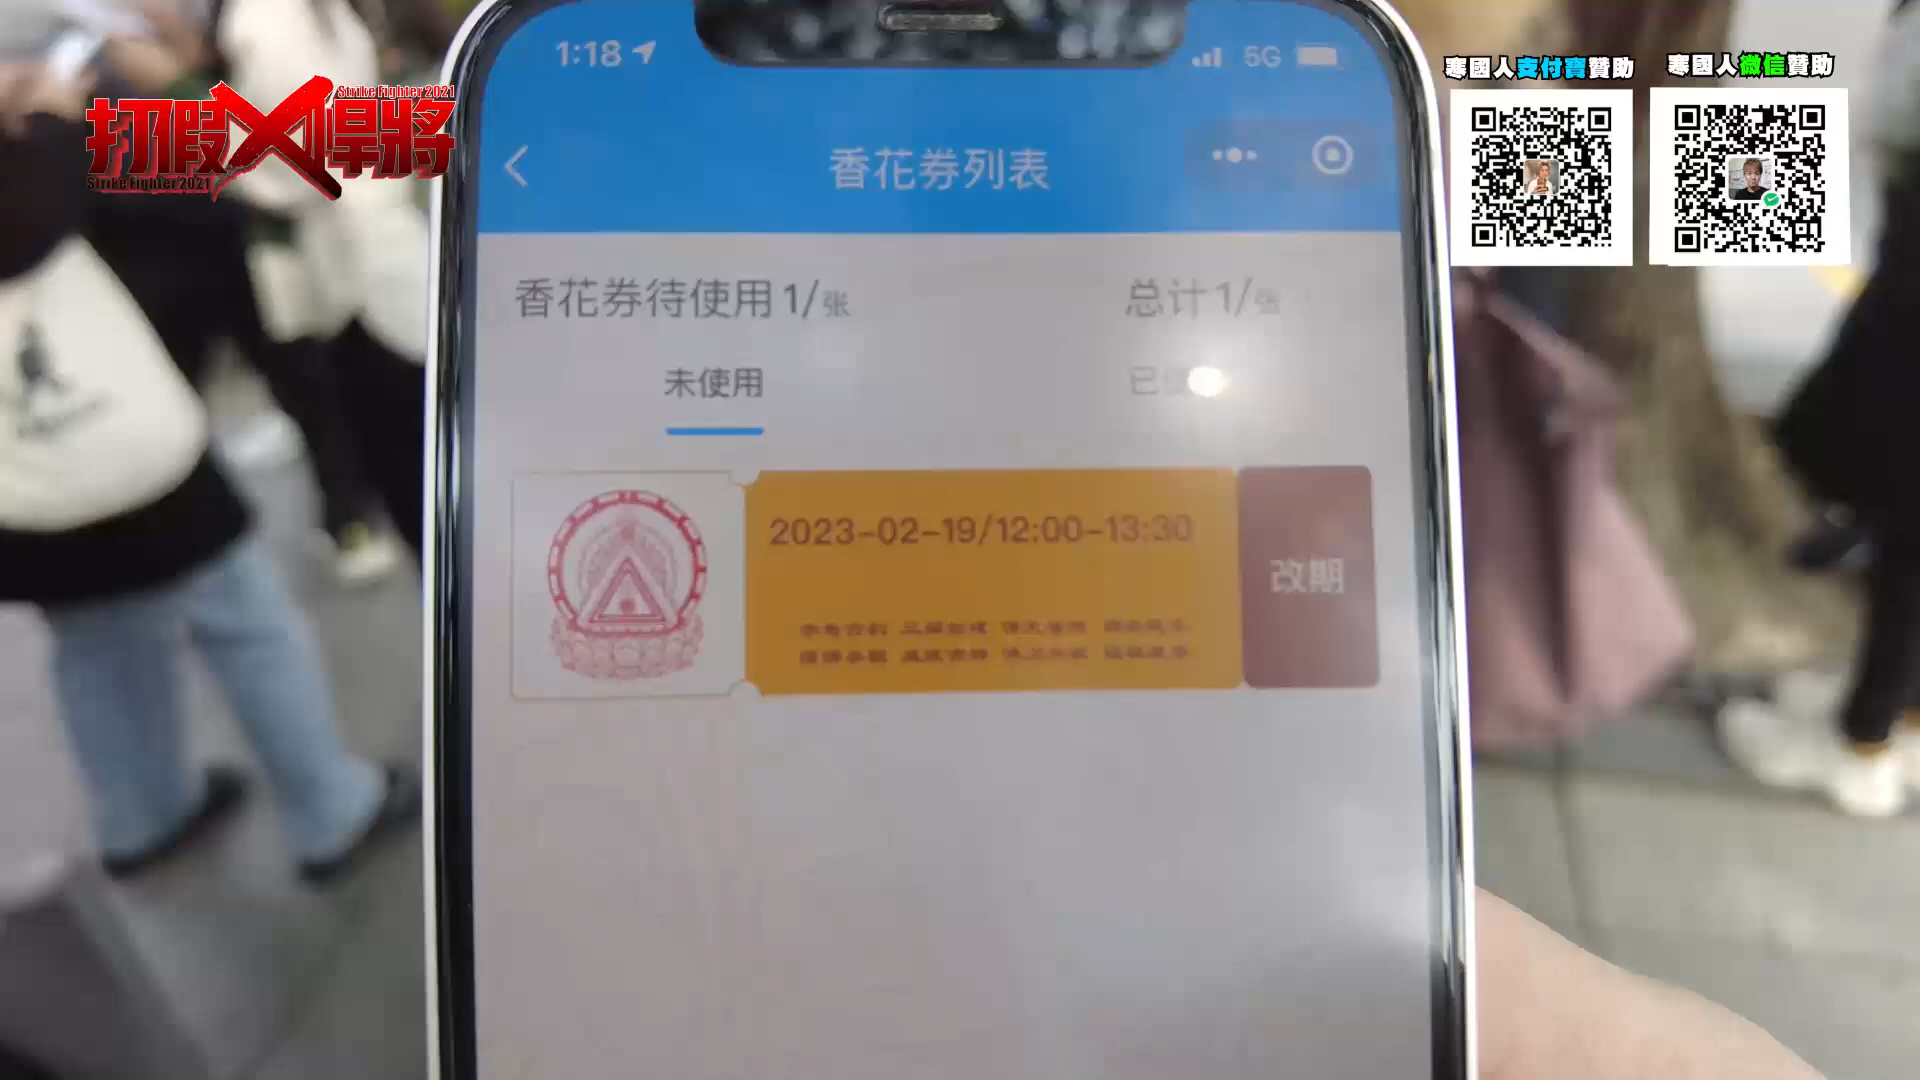 1:18
5G
香花券列表
香花券待使用 1/张
总计 1/张
未使用
2023-02-19/12:00-13:30
改期
打假悍將
Strike Fighter 2021
Strike Fighter 2021
寒國人支付寶贊助
寒國人微信贊助